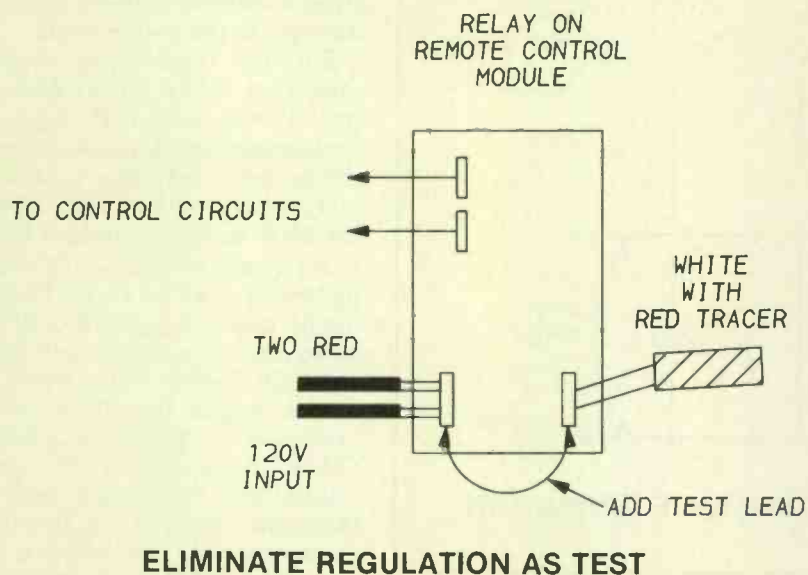 RELAY ON
REMOTE CONTROL
MODULE
TO CONTROL CIRCUITS
WHITE
WITH
RED TRACER
TWO RED
120V
INPUT
ADD TEST LEAD
ELIMINATE REGULATION AS TEST